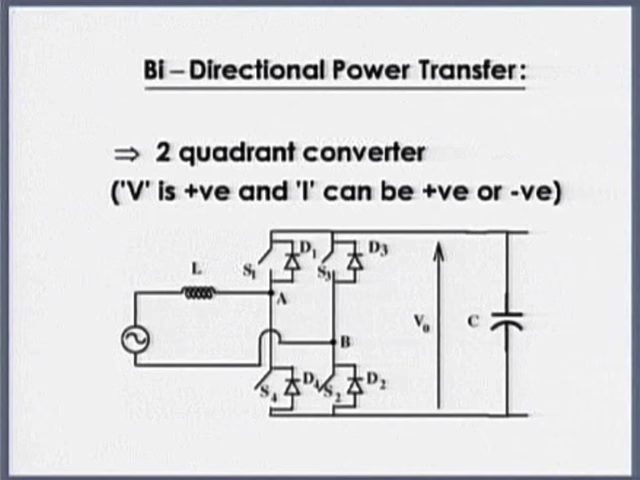 Bi – Directional Power Transfer:
⇒ 2 quadrant converter
('V' is +ve and 'I' can be +ve or -ve)
D1 D3
L S1 S3
A
V0 C
B
S4 D4 S2 D2